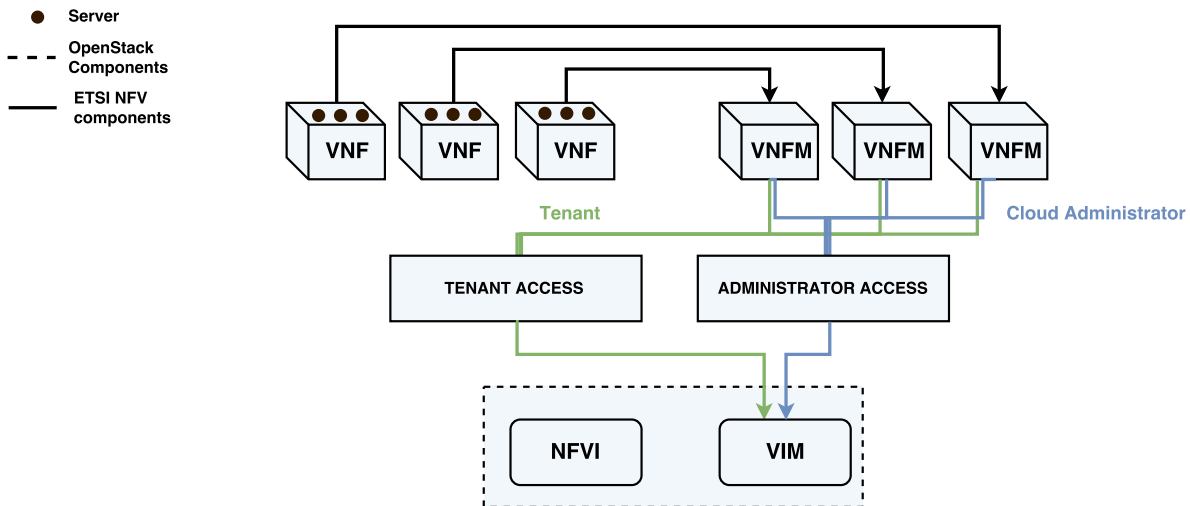 Server
OpenStack
Components
ETSI NFV
components
VNF
VNF
VNF
VNFM
VNFM
VNFM
Tenant
Cloud Administrator
TENANT ACCESS
ADMINISTRATOR ACCESS
NFVI
VIM